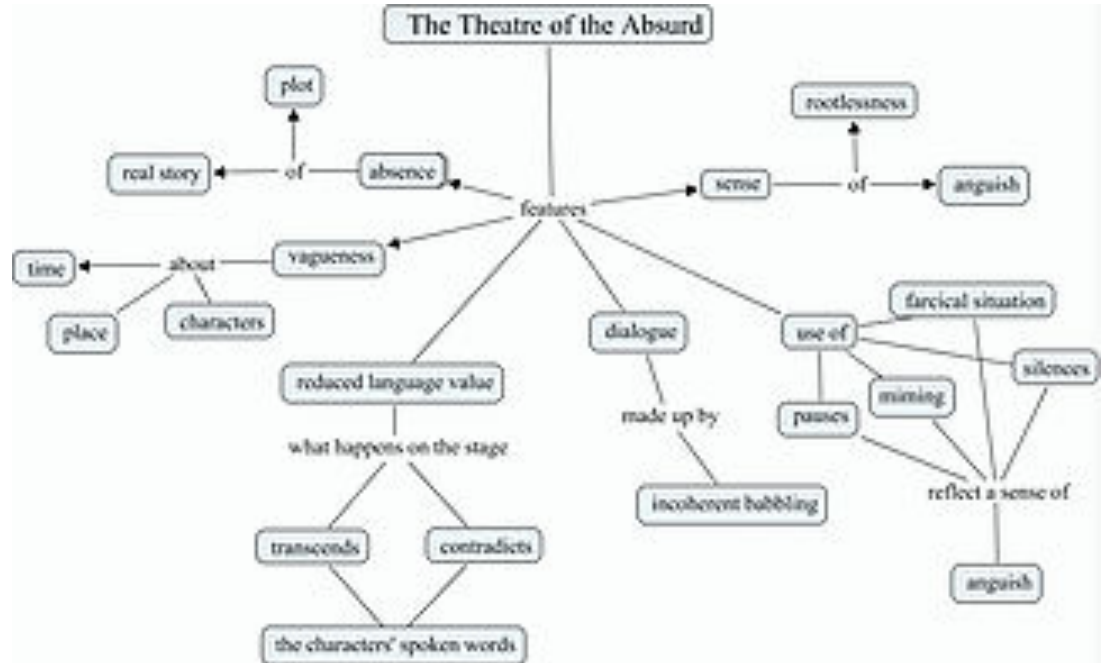 The Theatre of the Absurd
plot
rootlessness
real story
of
absence
sense
of
anguish
features
time
about
vagueness
place
characters
dialogue
use of
farcical situation
reduced language value
silences
miming
pauses
made up by
what happens on the stage
incoherent babbling
reflect a sense of
transcends
contradicts
anguish
the characters' spoken words